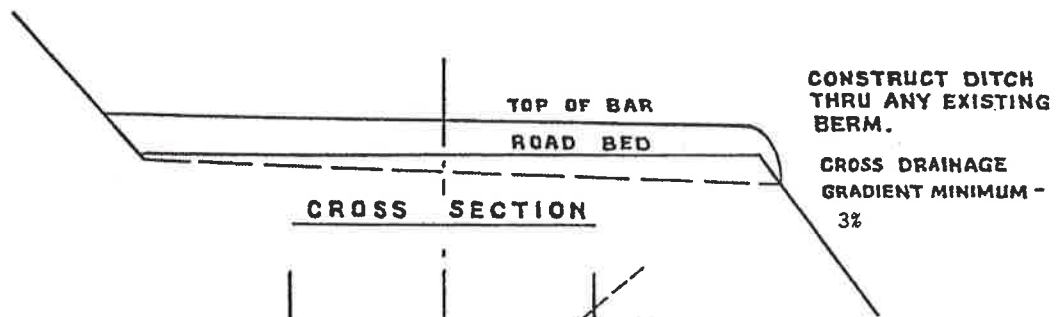 TOP OF BAR
ROAD BED
CROSS SECTION
CONSTRUCT DITCH
THRU ANY EXISTING
BERM.
CROSS DRAINAGE
GRADIENT MINIMUM -
3%